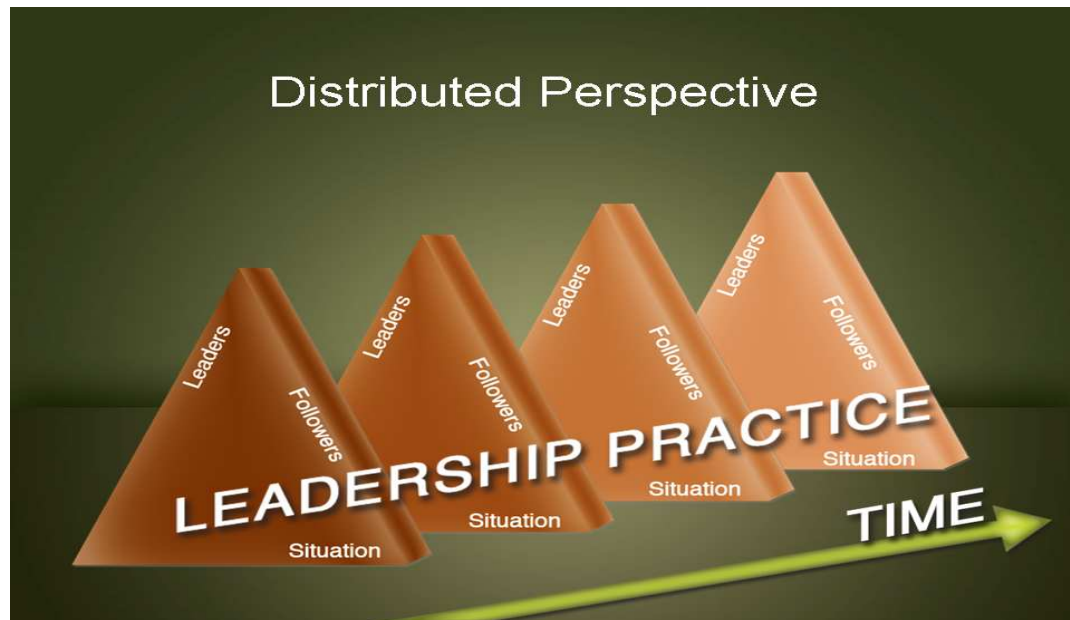 Distributed Perspective
Leaders
Followers
Situation
Leaders
Followers
Situation
Leaders
Followers
Situation
Leaders
Followers
Situation
LEADERSHIP PRACTICE
TIME